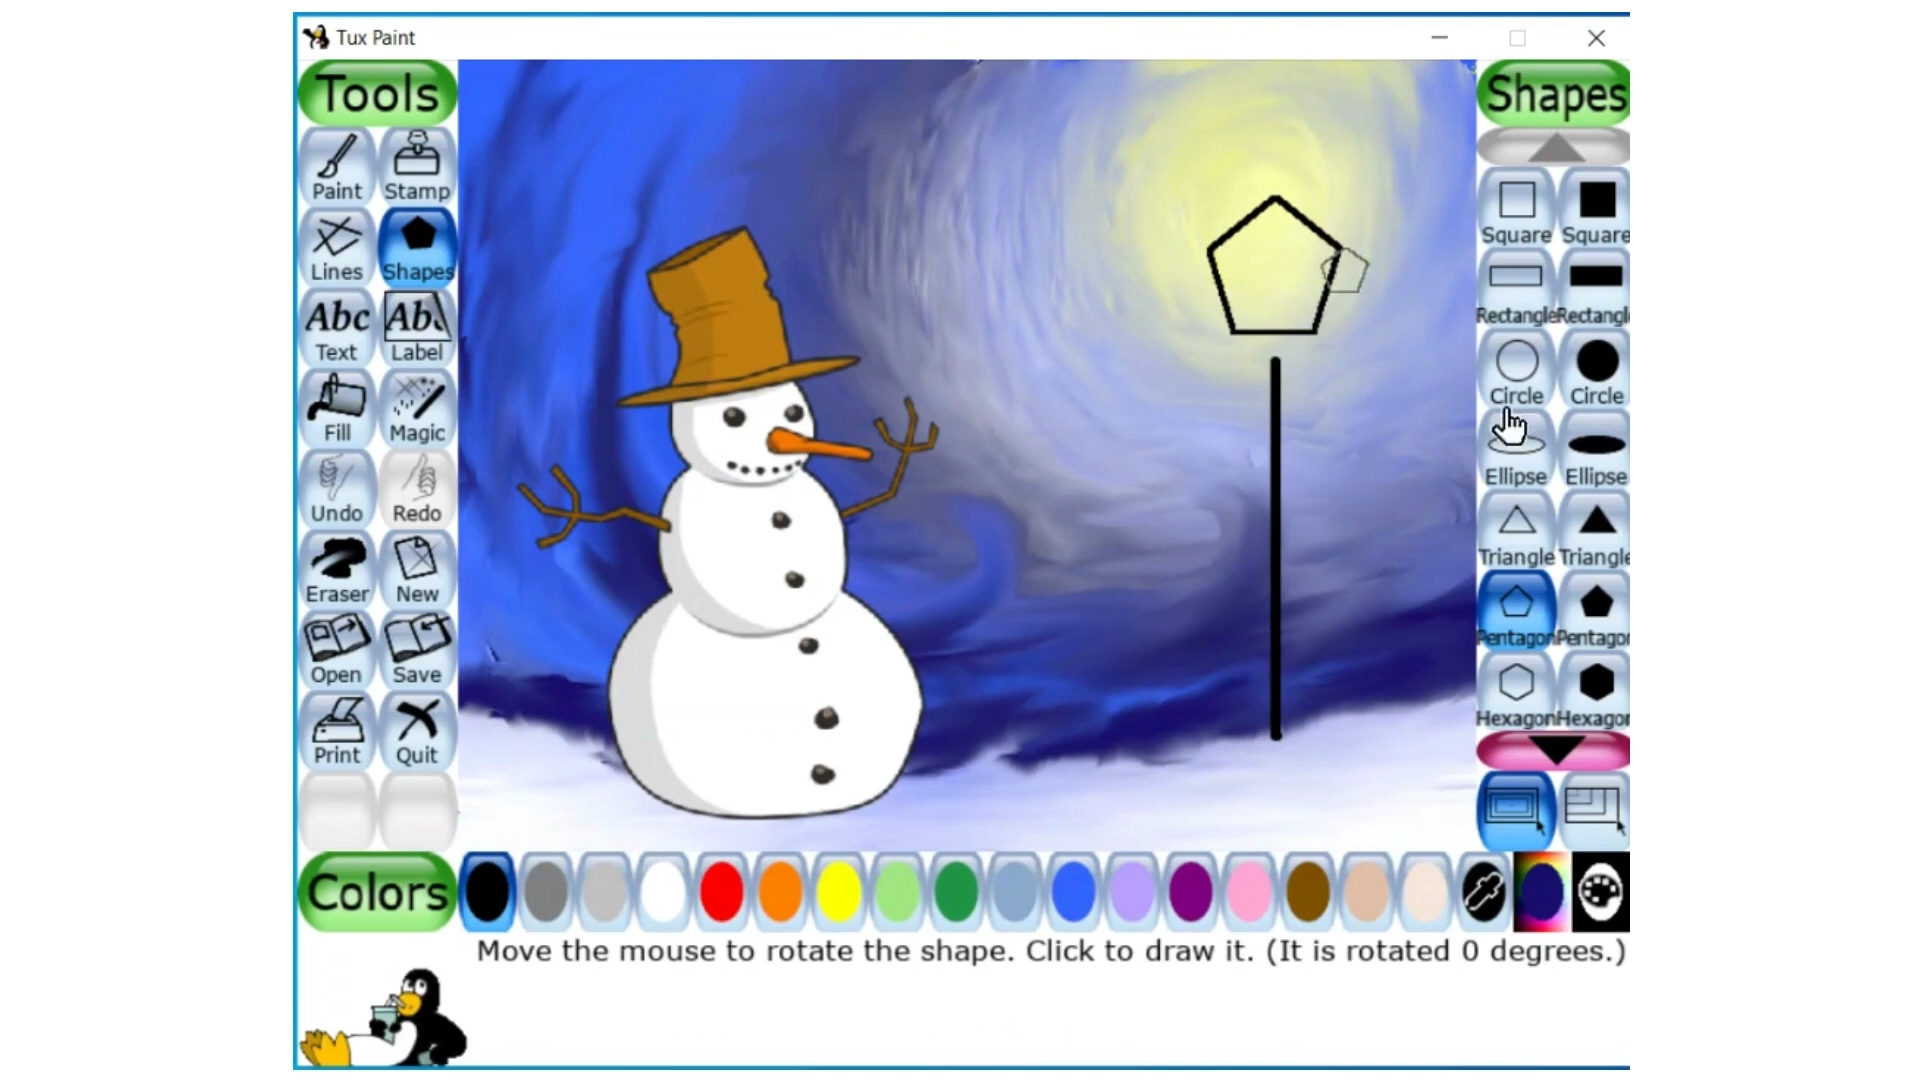 Tux Paint
Tools
Shapes
Paint Stamp
Square Square
Lines Shapes
Rectangle Rectangl
Abc Abc
Text Label
Circle Circle
Fill Magic
Ellipse Ellipse
Undo Redo
Triangle Triangle
Eraser New
Pentagon Pentagon
Open Save
Hexagon Hexagon
Print Quit
Colors
Move the mouse to rotate the shape. Click to draw it. (It is rotated 0 degrees.)